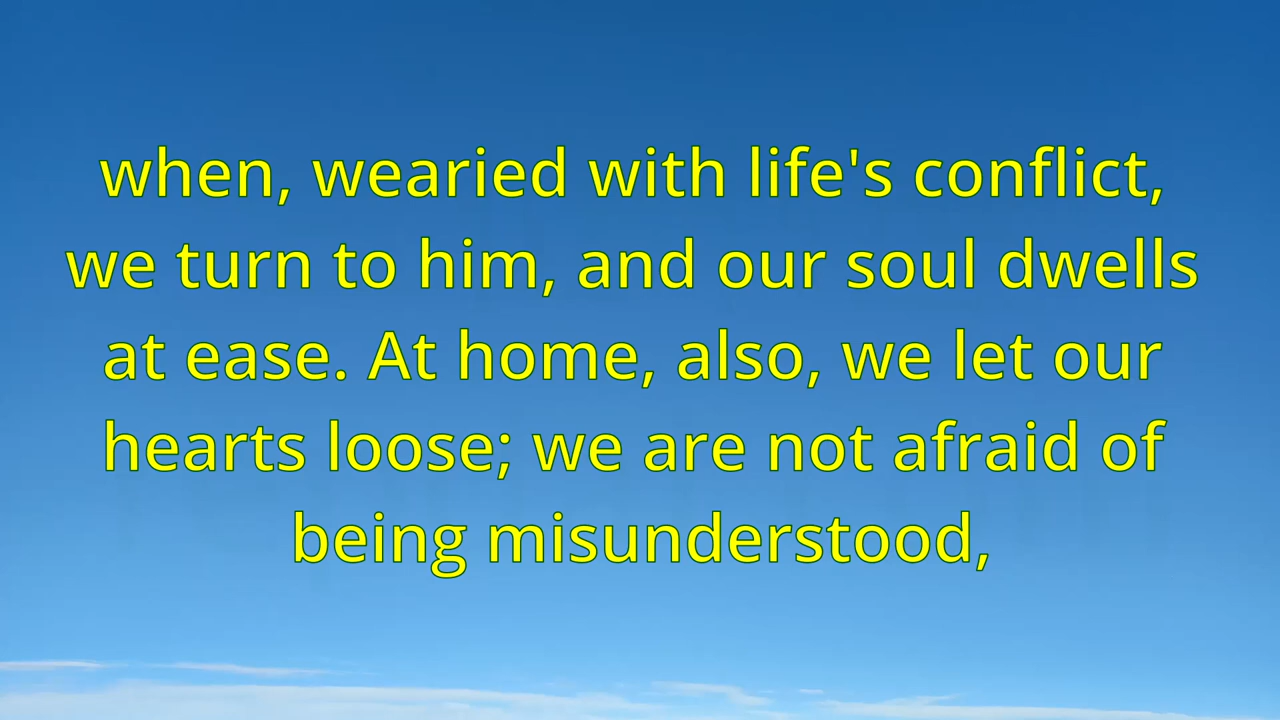 when, wearied with life's conflict,
we turn to him, and our soul dwells
at ease. At home, also, we let our
hearts loose; we are not afraid of
being misunderstood,